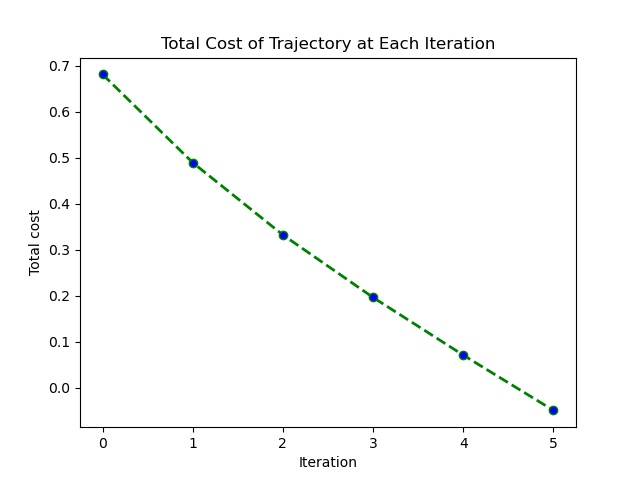 Total Cost of Trajectory at Each Iteration
0.7
0.6
0.5
0.4
0.3
0.2
0.1
0.0
Total cost
0 1 2 3 4 5
Iteration